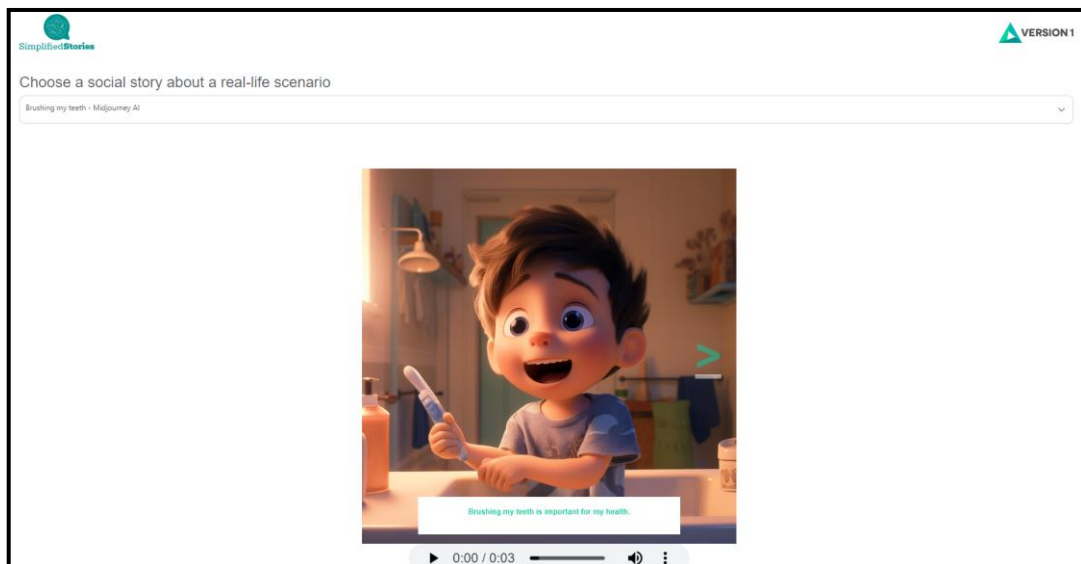 SimplifiedStories
VERSION 1
Choose a social story about a real-life scenario
Brushing my teeth - Midjourney AI
>
Brushing my teeth is important for my health.
0:00 / 0:03